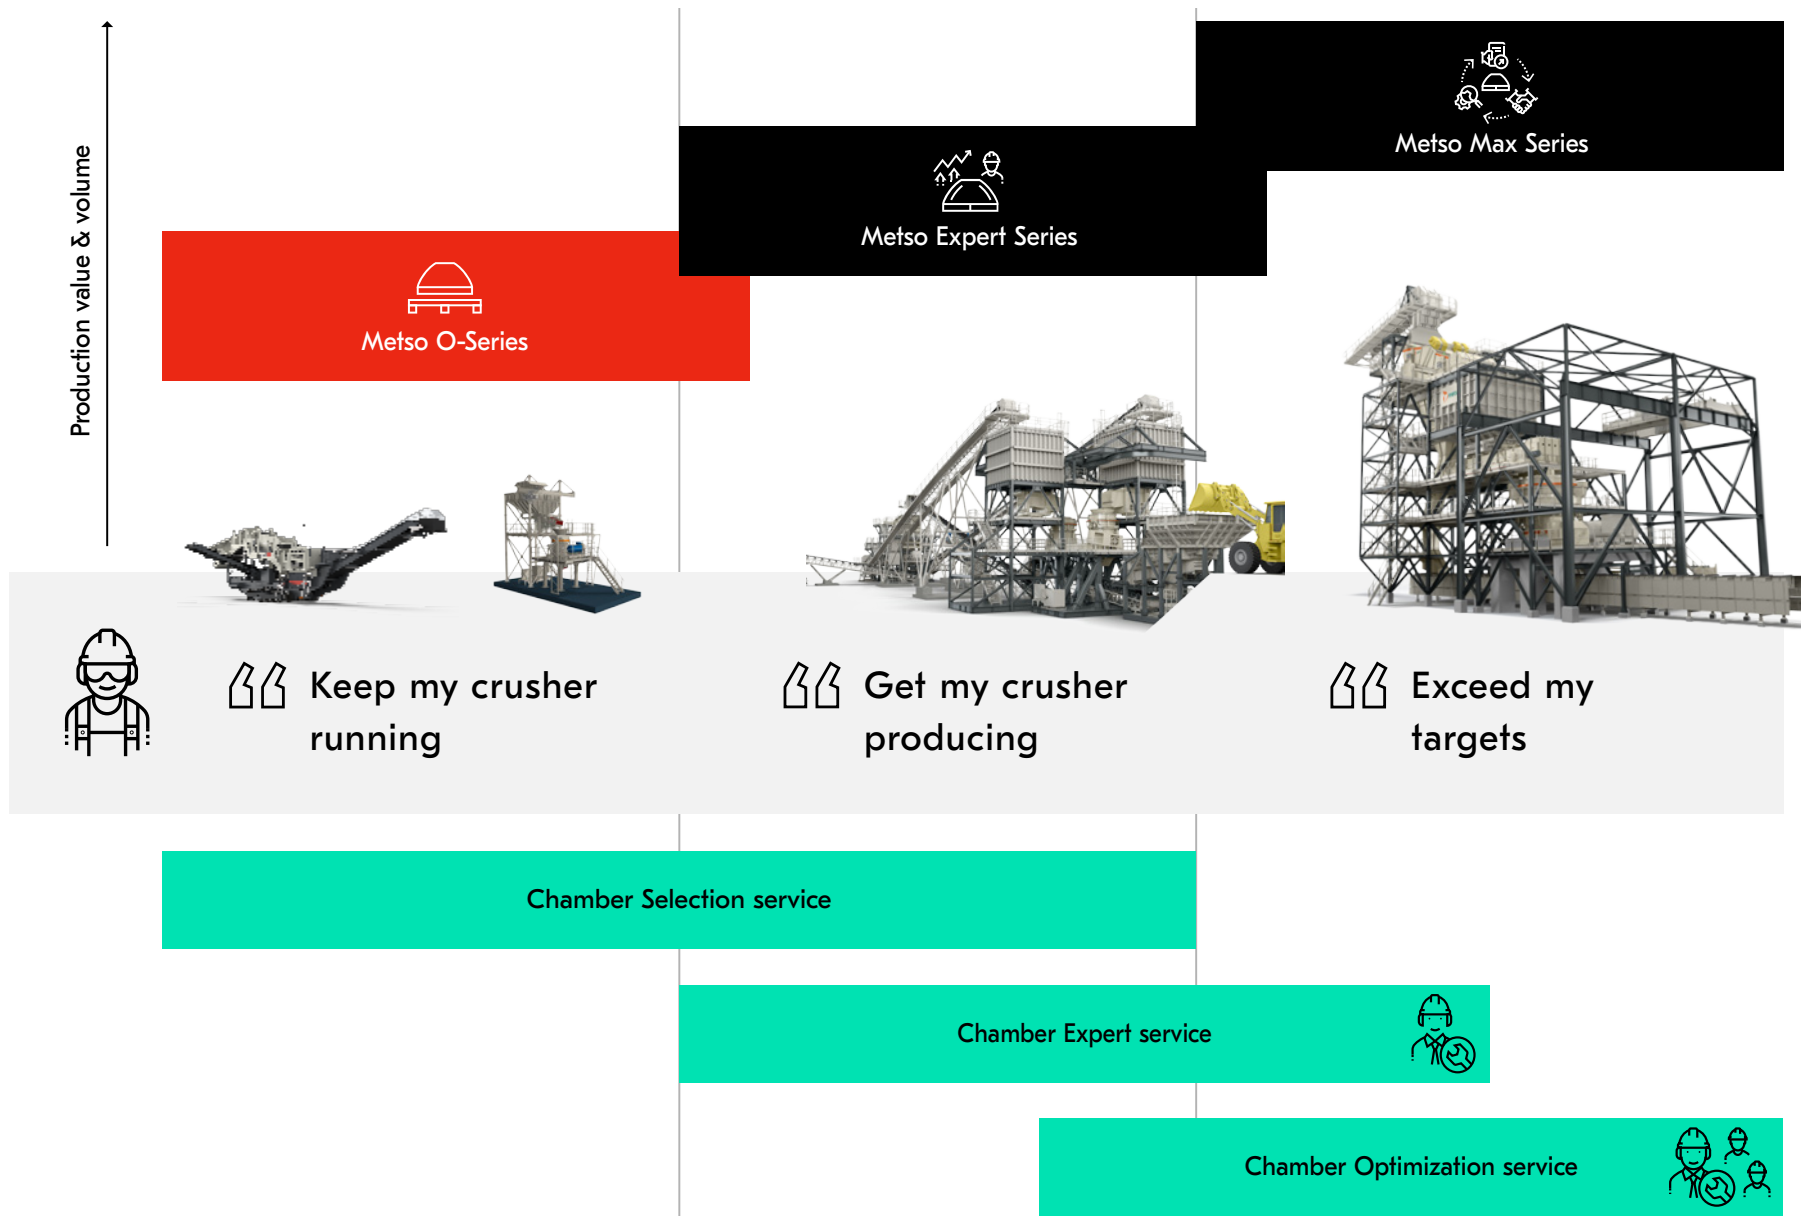 Metso Max Series
Metso Expert Series
Metso O-Series
Production value & volume
Keep my crusher
running
Get my crusher
producing
Exceed my
targets
Chamber Selection service
Chamber Expert service
Chamber Optimization service